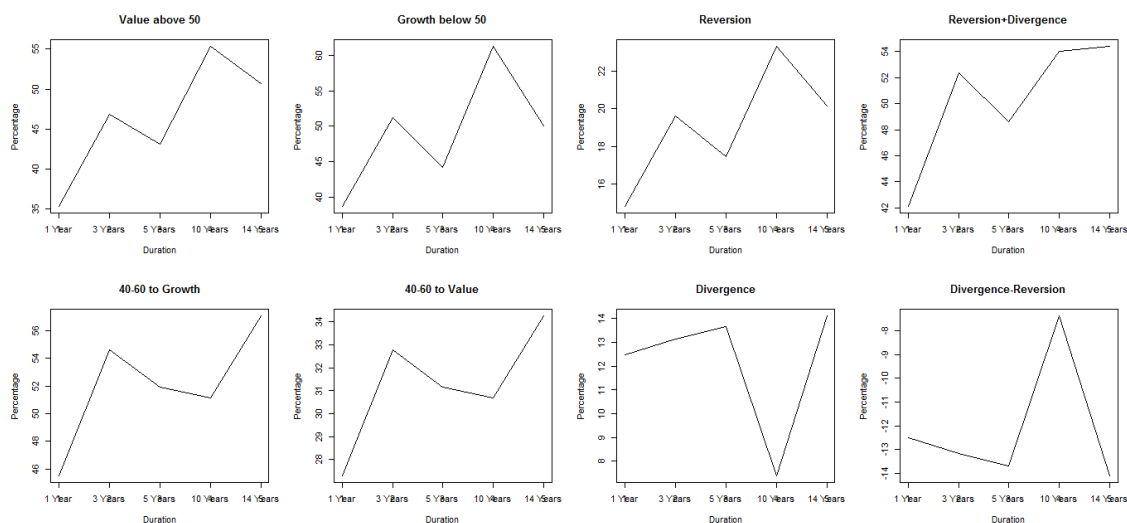 Value above 50
Percentage
55
50
45
40
35
1 Year 3 Years 5 Years 10 Years 14 Years
Duration
Growth below 50
Percentage
60
55
50
45
40
1 Year 3 Years 5 Years 10 Years 14 Years
Duration
Reversion
Percentage
22
20
18
16
1 Year 3 Years 5 Years 10 Years 14 Years
Duration
Reversion+Divergence
Percentage
54
52
50
48
46
44
42
1 Year 3 Years 5 Years 10 Years 14 Years
Duration
40-60 to Growth
Percentage
56
54
52
50
48
46
1 Year 3 Years 5 Years 10 Years 14 Years
Duration
40-60 to Value
Percentage
34
33
32
31
30
29
28
1 Year 3 Years 5 Years 10 Years 14 Years
Duration
Divergence
Percentage
14
13
12
11
10
9
8
1 Year 3 Years 5 Years 10 Years 14 Years
Duration
Divergence-Reversion
Percentage
-8
-9
-10
-11
-12
-13
-14
1 Year 3 Years 5 Years 10 Years 14 Years
Duration